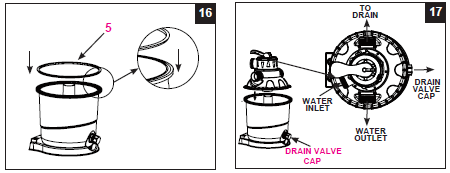 16
5
17
TO
DRAIN
DRAIN
VALVE
CAP
WATER
INLET
WATER
OUTLET
DRAIN VALVE
CAP